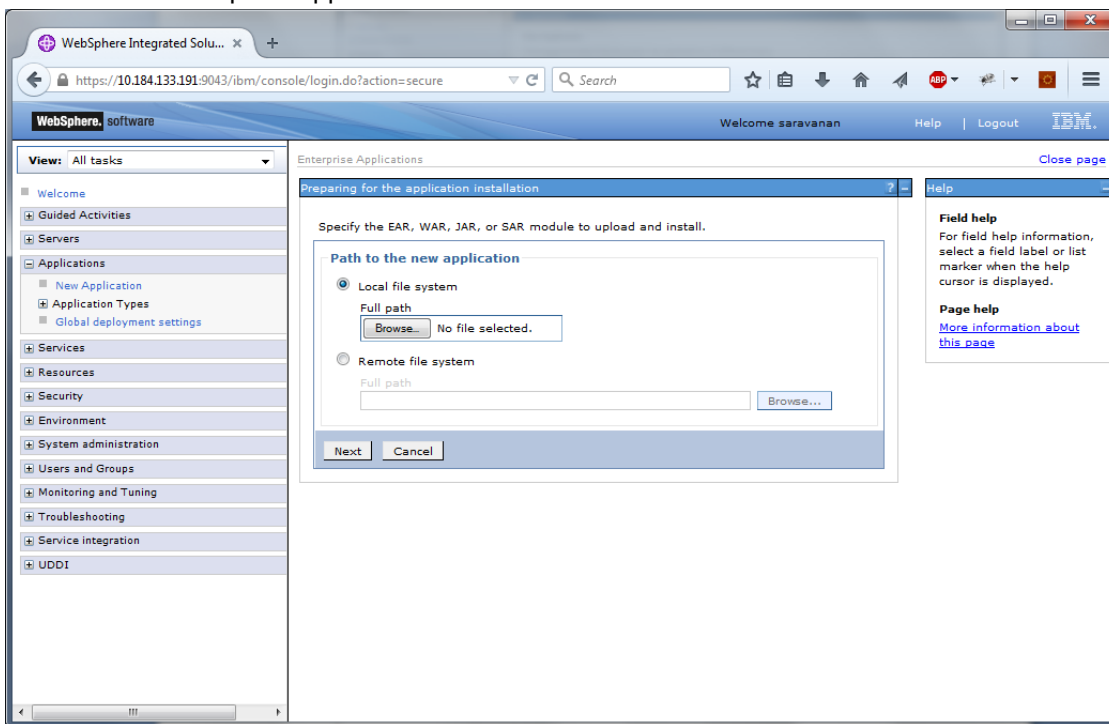 WebSphere Integrated Solu... ×
https://10.184.133.191:9043/ibm/console/login.do?action=secure
Search
ABP
WebSphere. software
Welcome saravanan
Help | Logout
IBM.
View: All tasks
Welcome
Guided Activities
Servers
Applications
New Application
Application Types
Global deployment settings
Services
Resources
Security
Environment
System administration
Users and Groups
Monitoring and Tuning
Troubleshooting
Service integration
UDDI
Enterprise Applications
Close page
Preparing for the application installation
? -
Specify the EAR, WAR, JAR, or SAR module to upload and install.
Path to the new application
Local file system
Full path
Browse... No file selected.
Remote file system
Full path
Browse...
Next Cancel
Help
Field help
For field help information,
select a field label or list
marker when the help
cursor is displayed.
Page help
More information about
this page